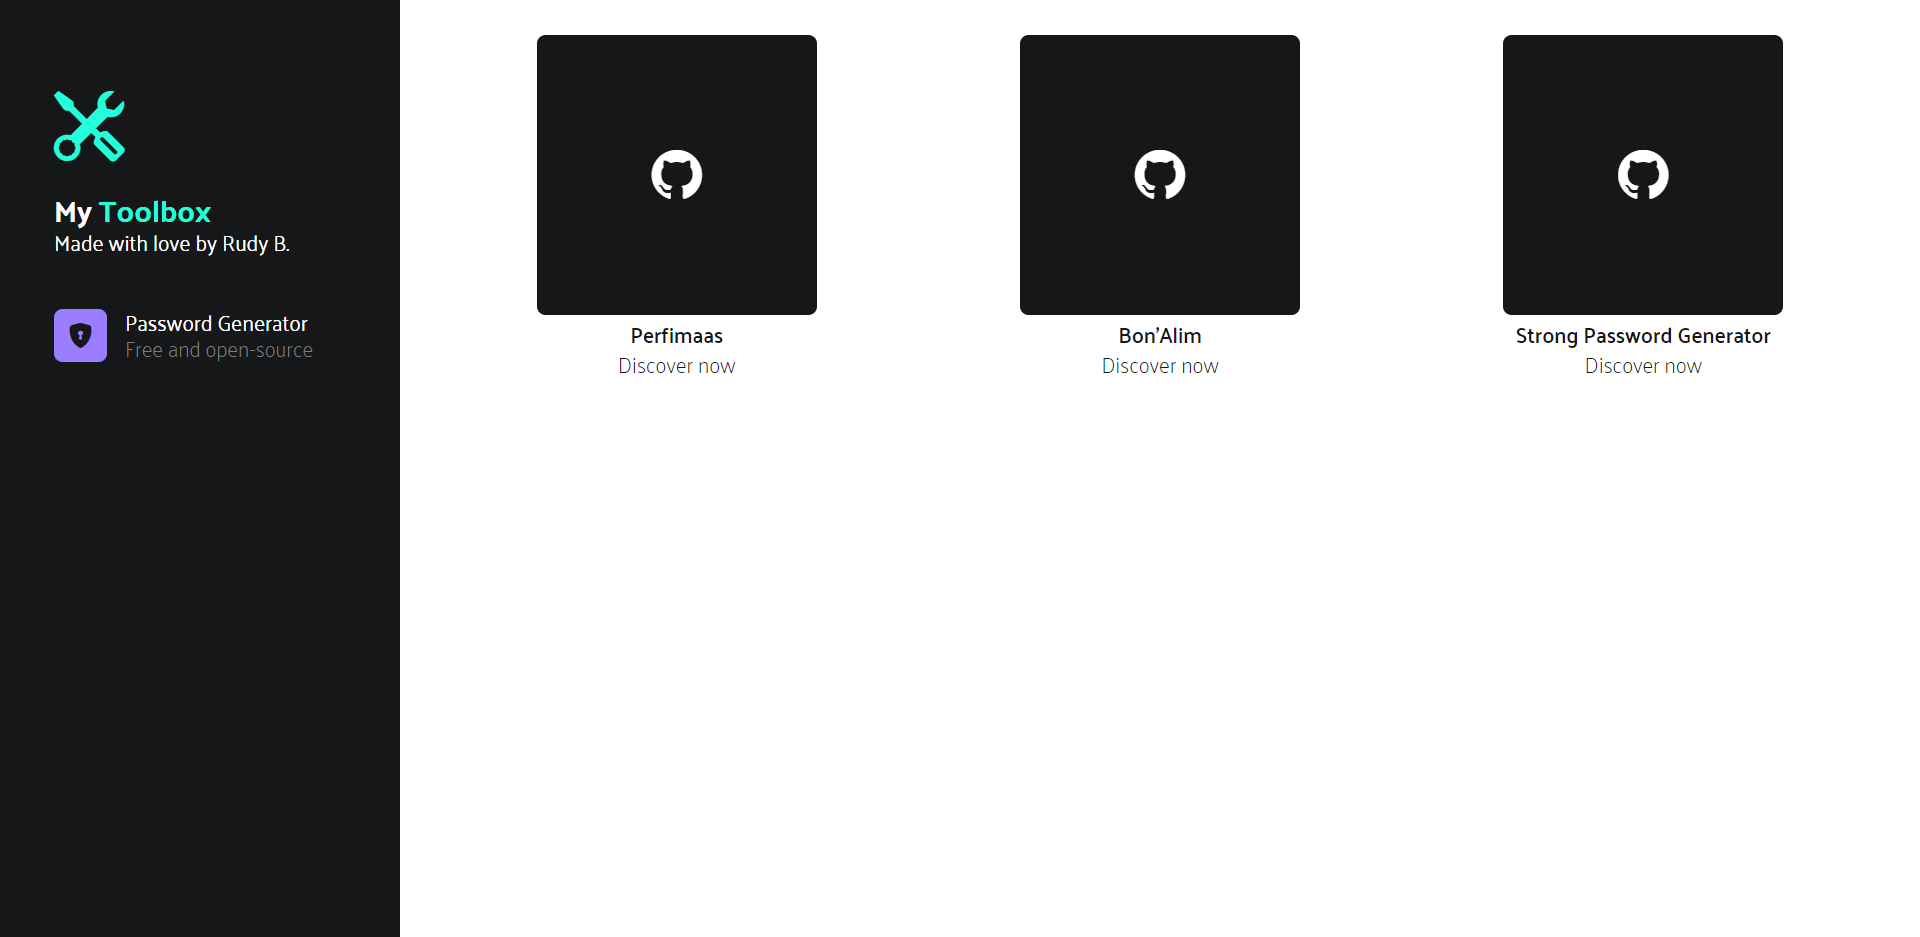 My Toolbox
Made with love by Rudy B.
Password Generator
Free and open-source
Perfimaas
Discover now
Bon'Alim
Discover now
Strong Password Generator
Discover now